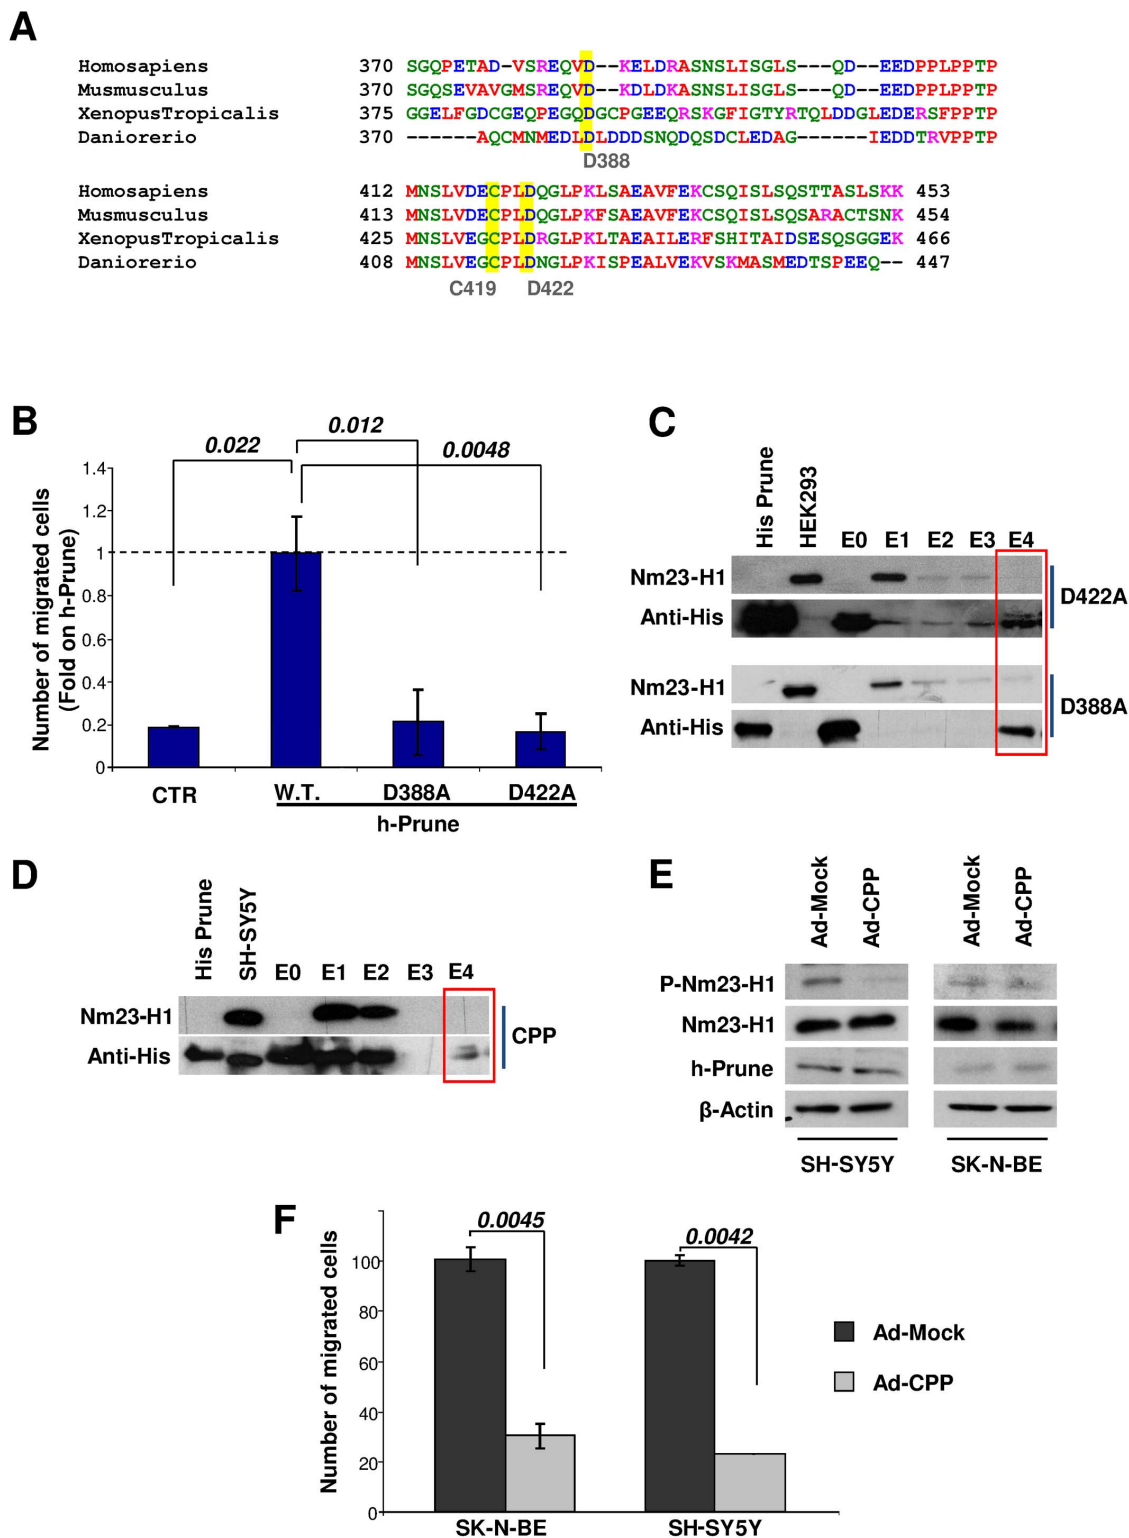 A
Homosapiens 370 SGQPETAD-VSREQVD--KELDRASNSLISGLS---QD--EEDPPLPPTP
Musmusculus 370 SGQSEVAVGMSREQVD--KDLDKASNSLISGLS---QD--EEDPPLPPTP
XenopusTropicalis 375 GGELFGDCGEQPEGQDGCPGEEQRSKGFIGTYRTQLDDGLEDERSFPPTP
Daniorerio 370 ------AQCMNMEDLDLDDDSNQDQSDCLEDAG------IEDDTRVPPTP
D388
Homosapiens 412 MNSLVDECPLDQGLPKLSAEAVFEKCSQISLSQSTTASLSKK 453
Musmusculus 413 MNSLVDECPLDQGLPKFSAEAVFEKCSQISLSQSARACTSNK 454
XenopusTropicalis 425 MNSLVEGCPLDRGLPKLTAEAILERFSHITAIDSESQSGGEK 466
Daniorerio 408 MNSLVEGCPLDNGLPKISPEALVEKVSKMASMEDTSPEEQ-- 447
C419 D422
B
0.022
0.012
0.0048
Number of migrated cells
(Fold on h-Prune)
1.4
1.2
1
0.8
0.6
0.4
0.2
0
CTR W.T. D388A D422A
h-Prune
C
His Prune HEK293 E0 E1 E2 E3 E4
Nm23-H1
Anti-His
D422A
Nm23-H1
Anti-His
D388A
D
His Prune SH-SY5Y E0 E1 E2 E3 E4
Nm23-H1
Anti-His
CPP
E
Ad-Mock Ad-CPP Ad-Mock Ad-CPP
P-Nm23-H1
Nm23-H1
h-Prune
β-Actin
SH-SY5Y SK-N-BE
F
Number of migrated cells
0.0045
0.0042
100
80
60
40
20
0
SK-N-BE SH-SY5Y
Ad-Mock
Ad-CPP